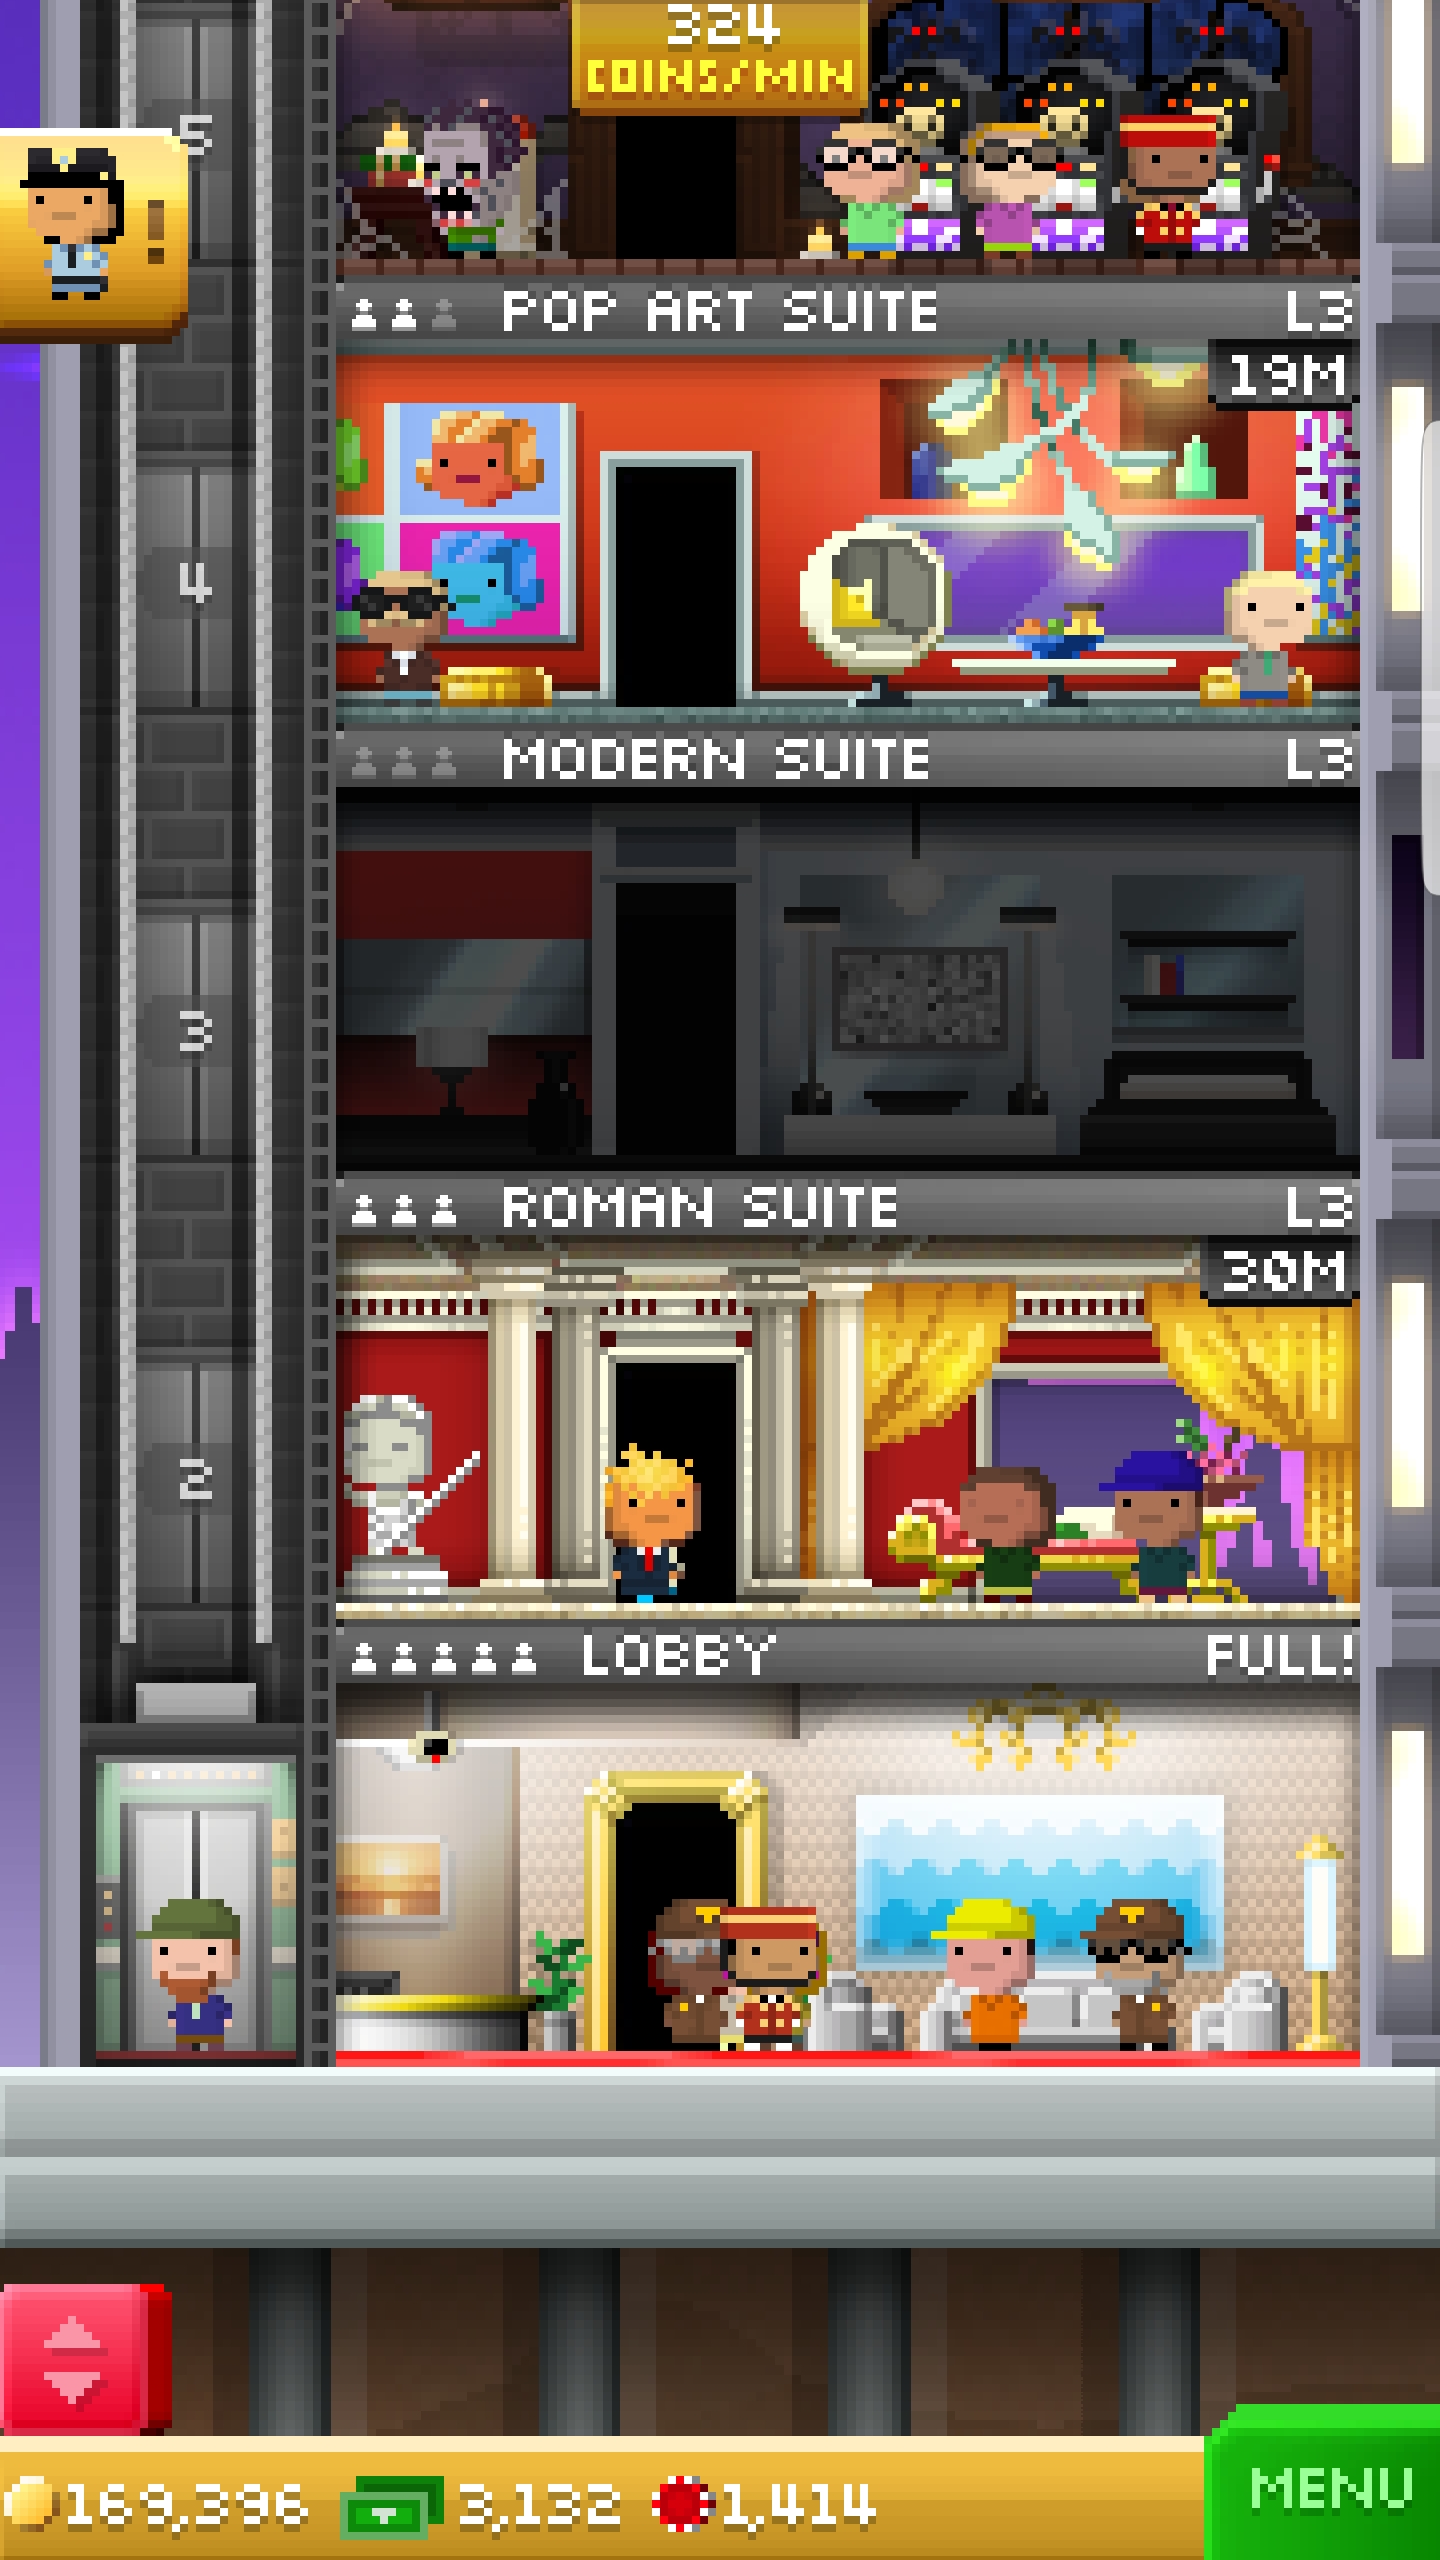 324
COINS/MIN
5
!
POP ART SUITE L3
19M
4
MODERN SUITE L3
3
ROMAN SUITE L3
30M
2
LOBBY FULL!
169,396 3,132 1,414
MENU